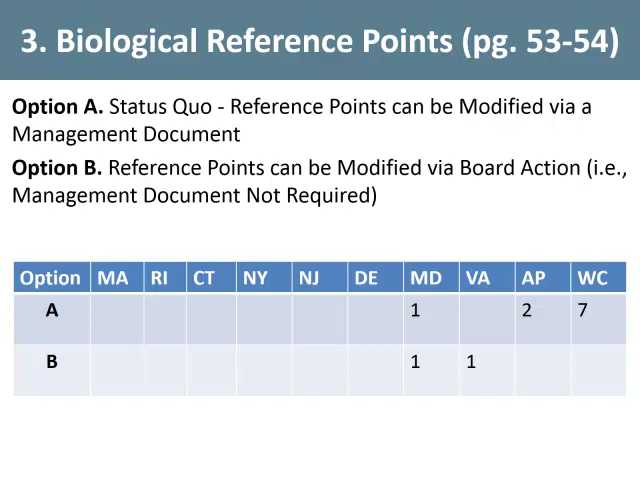 3. Biological Reference Points (pg. 53-54)
Option A. Status Quo - Reference Points can be Modified via a
Management Document
Option B. Reference Points can be Modified via Board Action (i.e.,
Management Document Not Required)
Option MA RI CT NY NJ DE MD VA AP WC
A 1 2 7
B 1 1